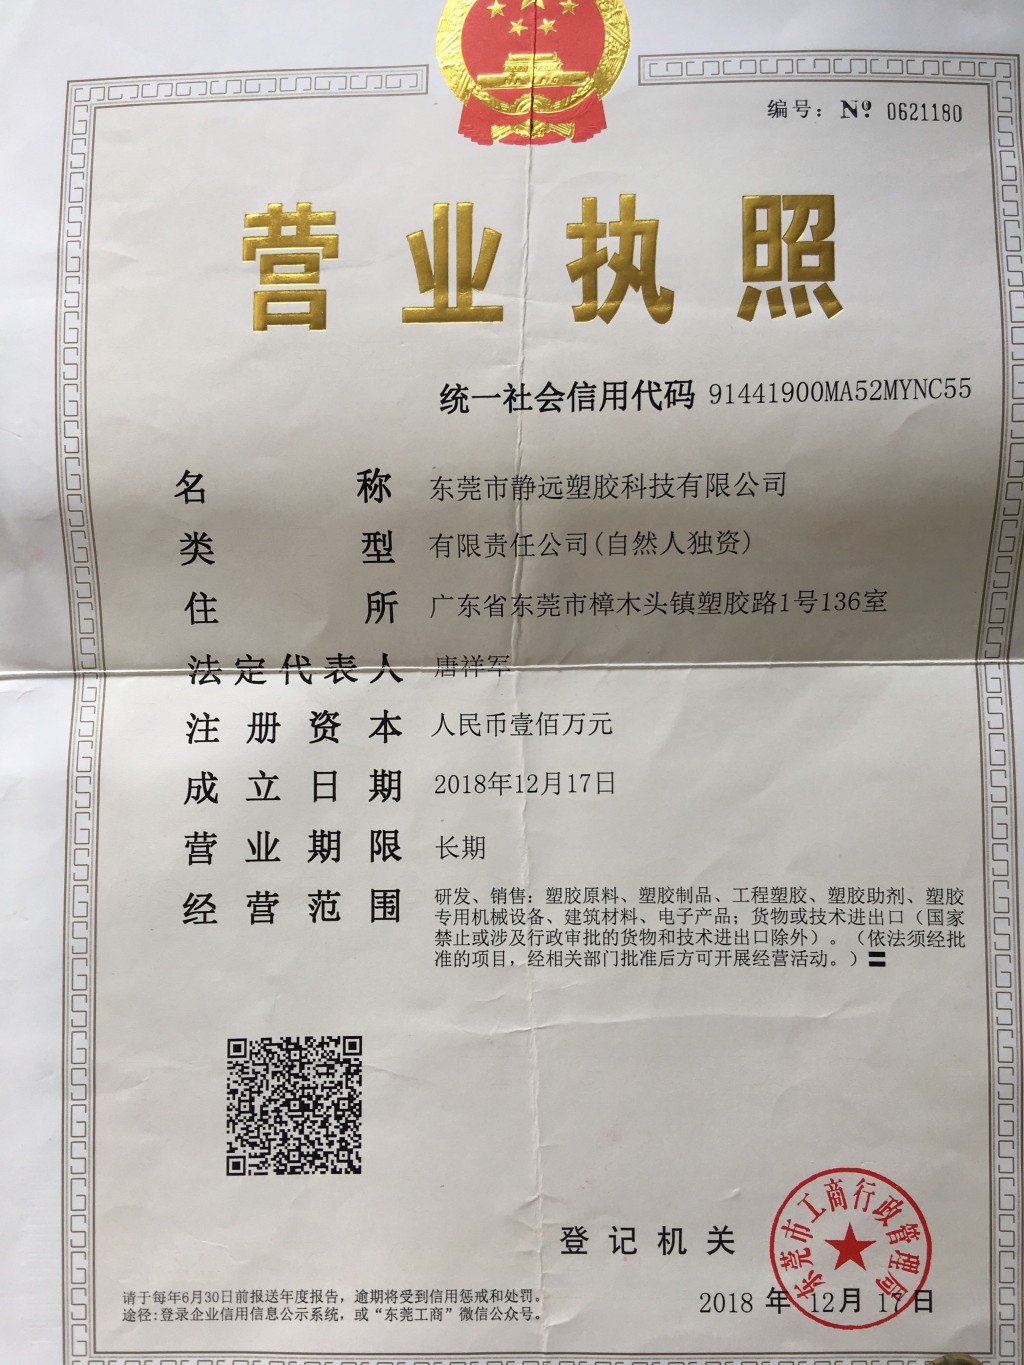 编号: Nº 0621180
营业执照
统一社会信用代码 91441900MA52MYNC55
名称 东莞市静远塑胶科技有限公司
类型 有限责任公司(自然人独资)
住所 广东省东莞市樟木头镇塑胶路1号136室
法定代表人 唐祥军
注册资本 人民币壹佰万元
成立日期 2018年12月17日
营业期限 长期
经营范围 研发、销售：塑胶原料、塑胶制品、工程塑胶、塑胶助剂、塑胶
专用机械设备、建筑材料、电子产品；货物或技术进出口（国家
禁止或涉及行政审批的货物和技术进出口除外）。（依法须经批
准的项目，经相关部门批准后方可开展经营活动。）
东莞市工商行政管理局
登记机关
2018 年 12月 17日
请于每年6月30日前报送年度报告，逾期将受到信用惩戒和处罚。
途径:登录企业信用信息公示系统，或“东莞工商”微信公众号。